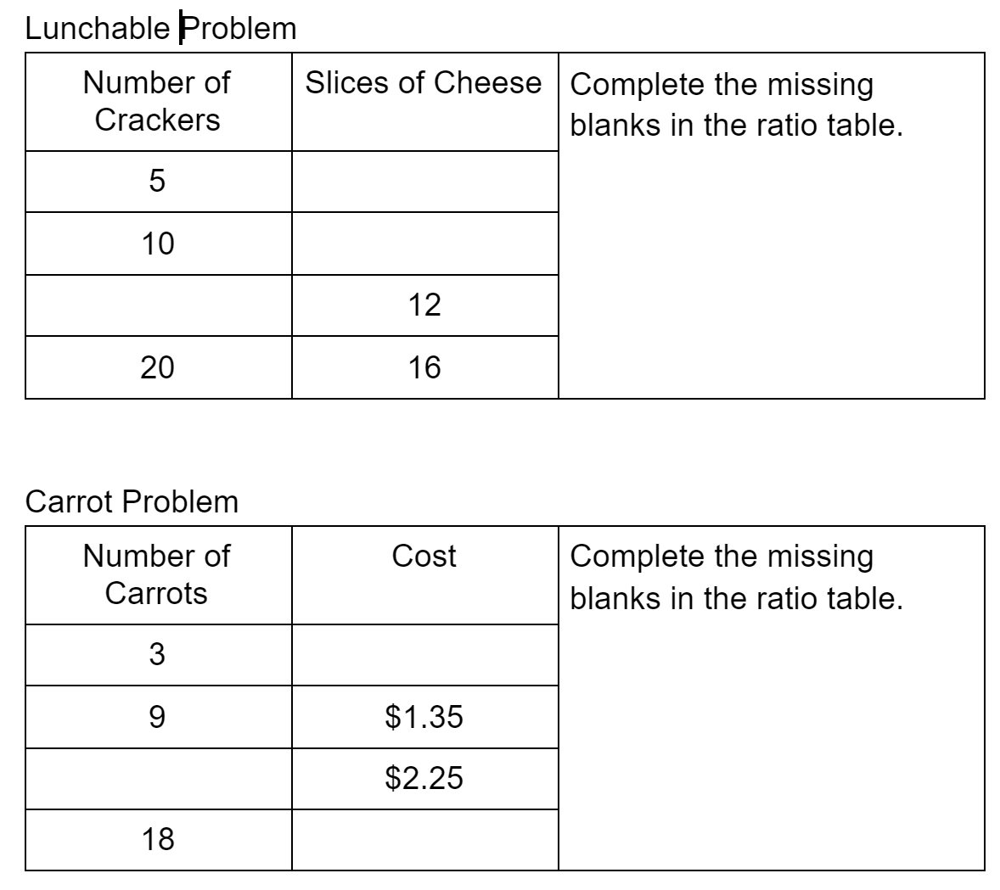 Lunchable Problem
Number of
Crackers
Slices of Cheese
Complete the missing
blanks in the ratio table.
5
10
12
20
16
Carrot Problem
Number of
Carrots
Cost
Complete the missing
blanks in the ratio table.
3
9
$1.35
$2.25
18